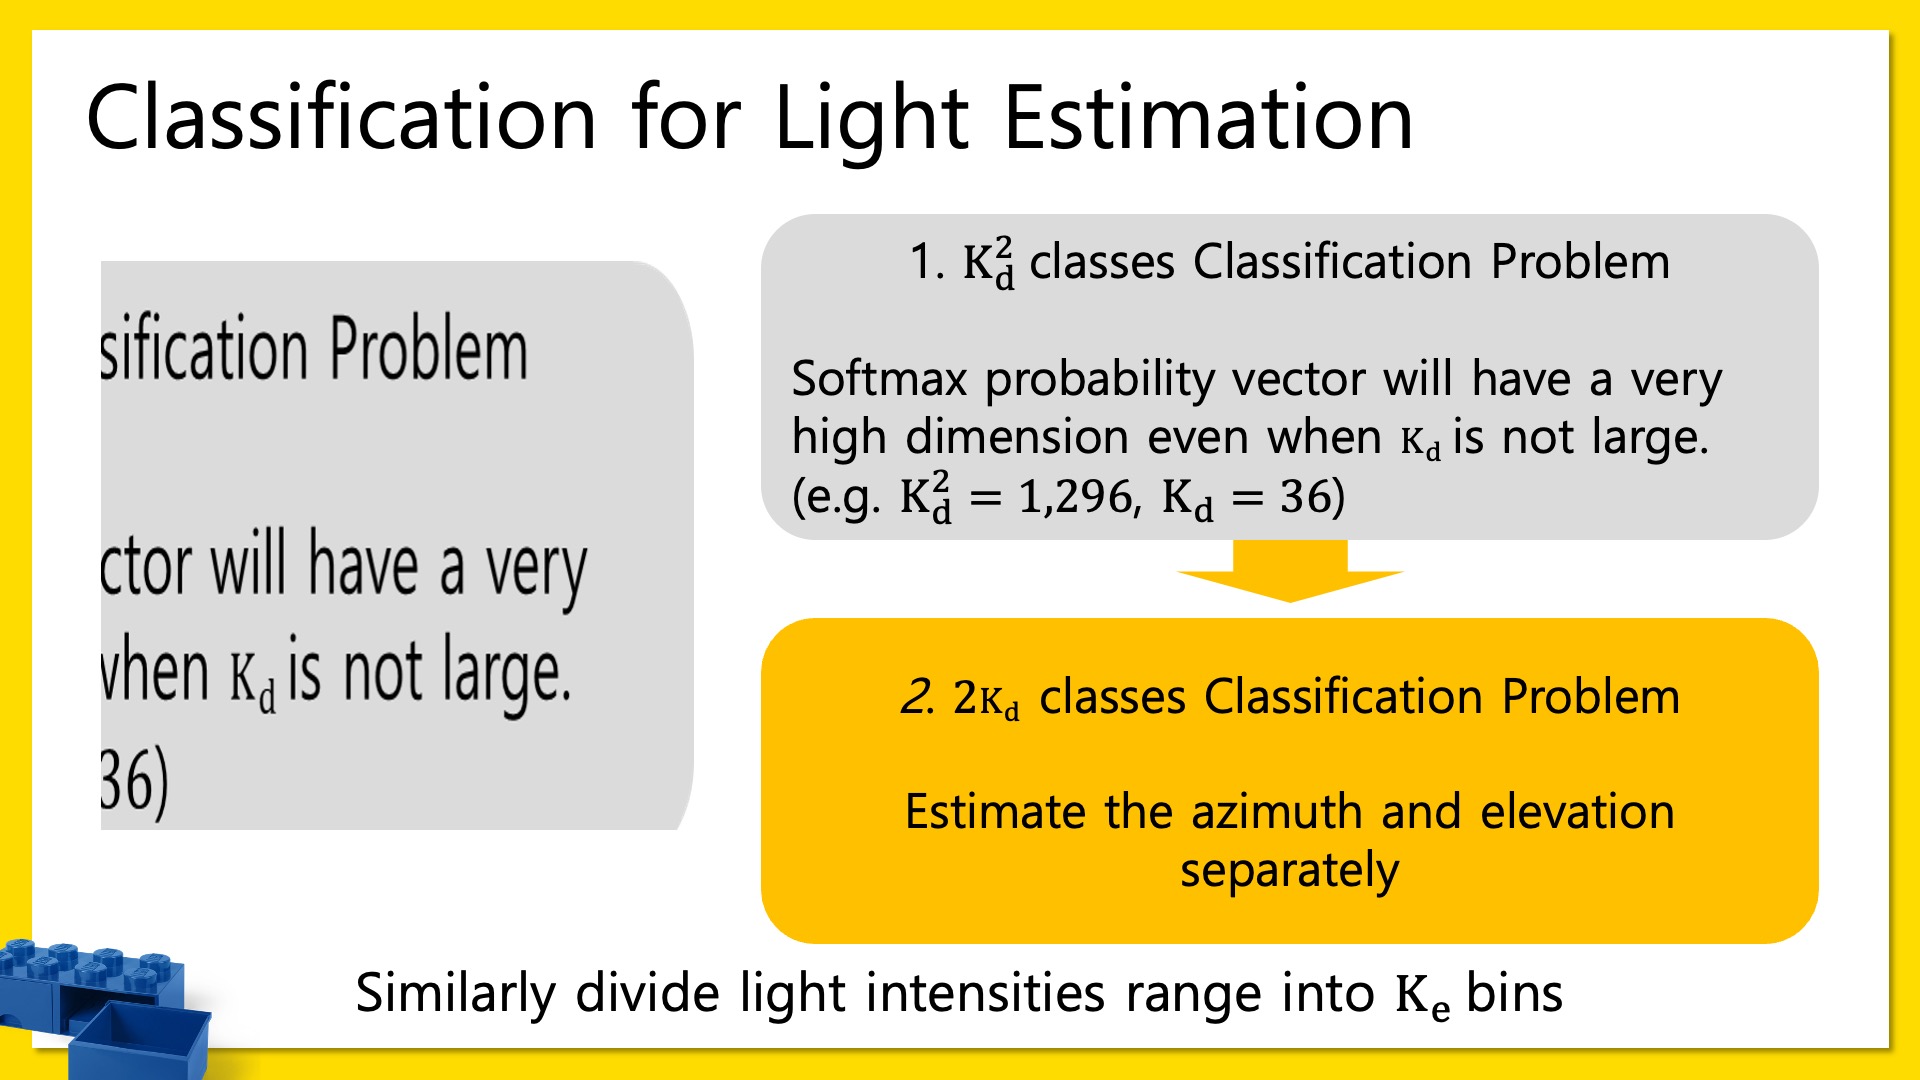 Classification for Light Estimation
sification Problem
ctor will have a very
when K_d is not large.
36)
1. K_d^2 classes Classification Problem
Softmax probability vector will have a very
high dimension even when K_d is not large.
(e.g. K_d^2 = 1,296, K_d = 36)
2. 2K_d classes Classification Problem
Estimate the azimuth and elevation
separately
Similarly divide light intensities range into K_e bins